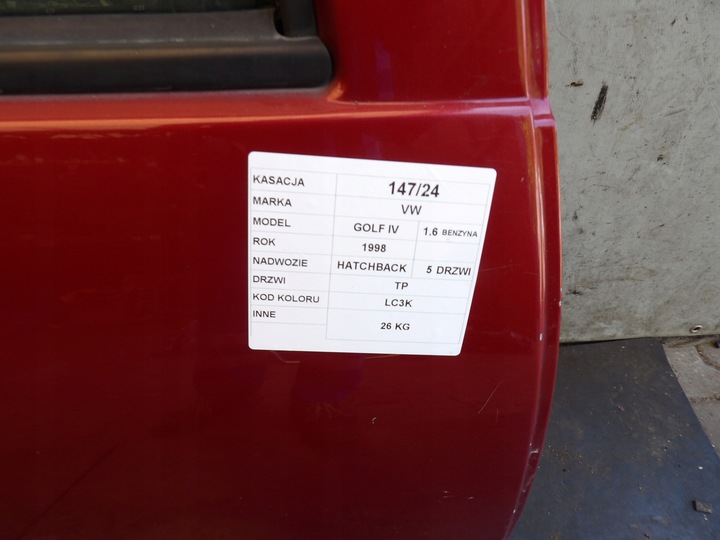 KASACJA 147/24
MARKA VW
MODEL GOLF IV 1.6 BENZYNA
ROK 1998
NADWOZIE HATCHBACK 5 DRZWI
DRZWI TP
KOD KOLORU LC3K
INNE 26 KG